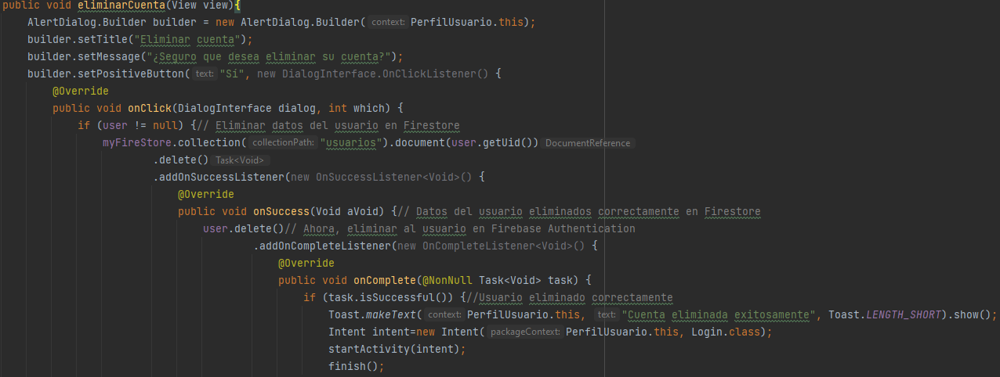 public void eliminarCuenta(View view){
AlertDialog.Builder builder = new AlertDialog.Builder( context: PerfilUsuario.this);
builder.setTitle("Eliminar cuenta");
builder.setMessage("¿Seguro que desea eliminar su cuenta?");
builder.setPositiveButton( text: "Sí", new DialogInterface.OnClickListener() {
@Override
public void onClick(DialogInterface dialog, int which) {
if (user != null) {// Eliminar datos del usuario en Firestore
myFireStore.collection( collectionPath: "usuarios").document(user.getUid()) DocumentReference
.delete() Task<Void>
.addOnSuccessListener(new OnSuccessListener<Void>() {
@Override
public void onSuccess(Void aVoid) {// Datos del usuario eliminados correctamente en Firestore
user.delete()// Ahora, eliminar al usuario en Firebase Authentication
.addOnCompleteListener(new OnCompleteListener<Void>() {
@Override
public void onComplete(@NonNull Task<Void> task) {
if (task.isSuccessful()) {//Usuario eliminado correctamente
Toast.makeText( context: PerfilUsuario.this, text: "Cuenta eliminada exitosamente", Toast.LENGTH_SHORT).show();
Intent intent=new Intent( packageContext: PerfilUsuario.this, Login.class);
startActivity(intent);
finish();